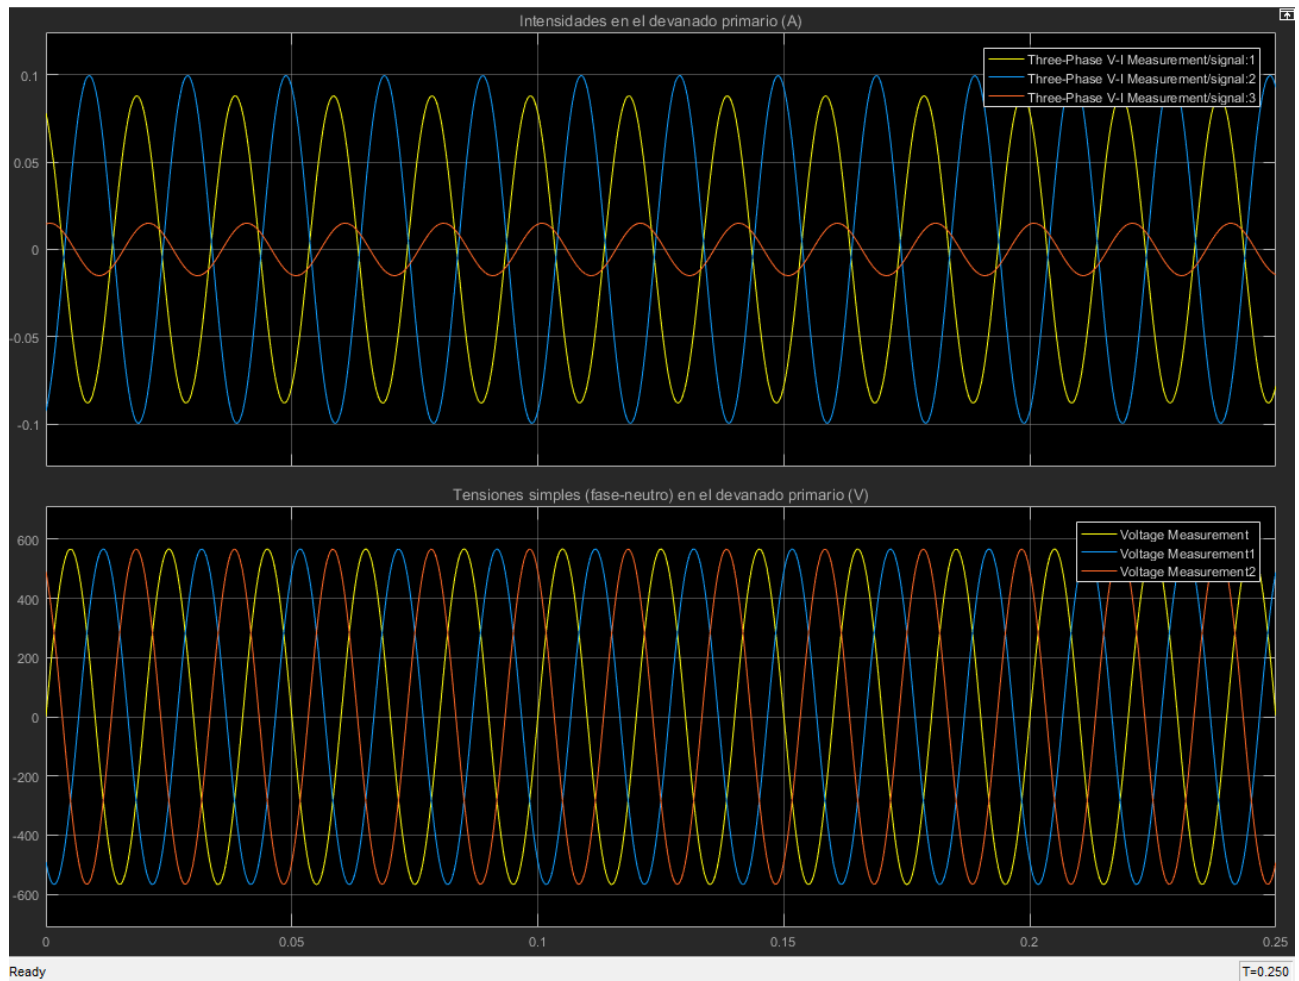 Intensidades en el devanado primario (A)
Three-Phase V-I Measurement/signal:1
Three-Phase V-I Measurement/signal:2
Three-Phase V-I Measurement/signal:3
0.1
0.05
0
-0.05
-0.1
Tensiones simples (fase-neutro) en el devanado primario (V)
Voltage Measurement
Voltage Measurement1
Voltage Measurement2
600
400
200
0
-200
-400
-600
0 0.05 0.1 0.15 0.2 0.25
Ready T=0.250